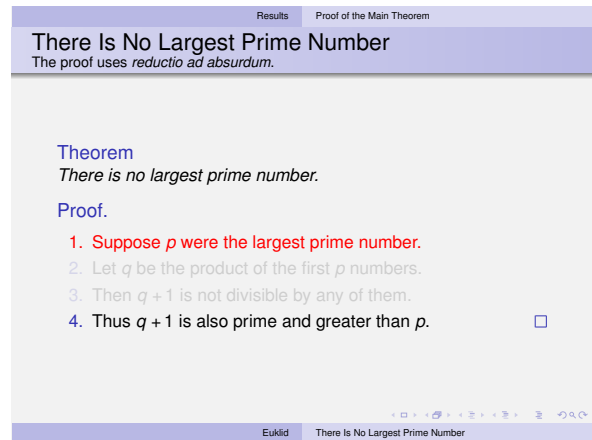 Results Proof of the Main Theorem
There Is No Largest Prime Number
The proof uses reductio ad absurdum.
Theorem
There is no largest prime number.
Proof.
1. Suppose p were the largest prime number.
2. Let q be the product of the first p numbers.
3. Then q + 1 is not divisible by any of them.
4. Thus q + 1 is also prime and greater than p.
Euklid There Is No Largest Prime Number